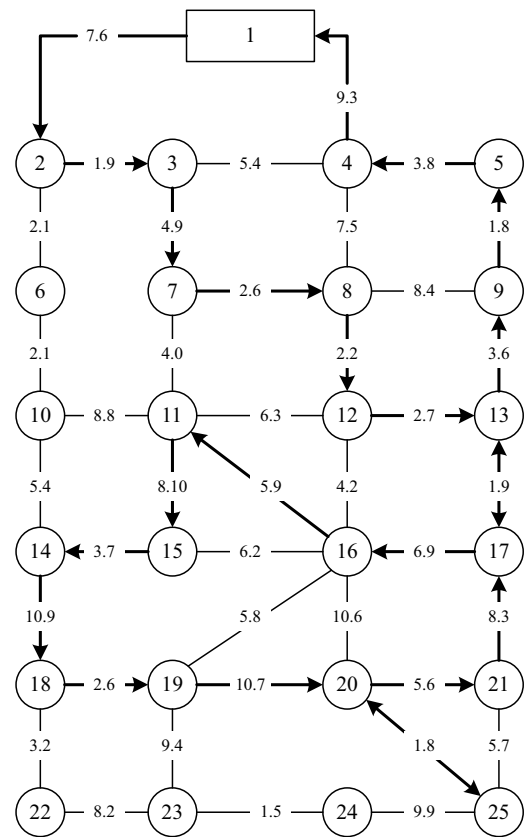 7.6 1
9.3
2 1.9 3 5.4 4 3.8 5
2.1 4.9 7.5 1.8
6 7 2.6 8 8.4 9
2.1 4.0 2.2 3.6
10 8.8 11 6.3 12 2.7 13
5.4 8.10 5.9 4.2 1.9
14 3.7 15 6.2 16 6.9 17
10.9 5.8 10.6 8.3
18 2.6 19 10.7 20 5.6 21
3.2 9.4 1.8 5.7
22 8.2 23 1.5 24 9.9 25